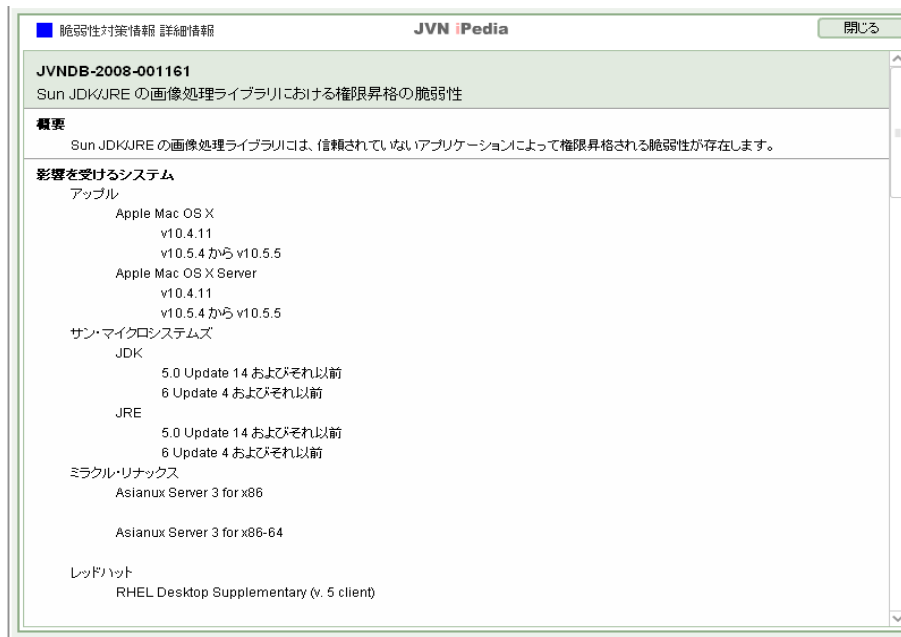 脆弱性対策情報 詳細情報
JVN iPedia
閉じる
JVNDB-2008-001161
Sun JDK/JRE の画像処理ライブラリにおける権限昇格の脆弱性
概要
Sun JDK/JRE の画像処理ライブラリには、信頼されていないアプリケーションによって権限昇格される脆弱性が存在します。
影響を受けるシステム
アップル
Apple Mac OS X
v10.4.11
v10.5.4 から v10.5.5
Apple Mac OS X Server
v10.4.11
v10.5.4 から v10.5.5
サン・マイクロシステムズ
JDK
5.0 Update 14 およびそれ以前
6 Update 4 およびそれ以前
JRE
5.0 Update 14 およびそれ以前
6 Update 4 およびそれ以前
ミラクル・リナックス
Asianux Server 3 for x86
Asianux Server 3 for x86-64
レッドハット
RHEL Desktop Supplementary (v. 5 client)